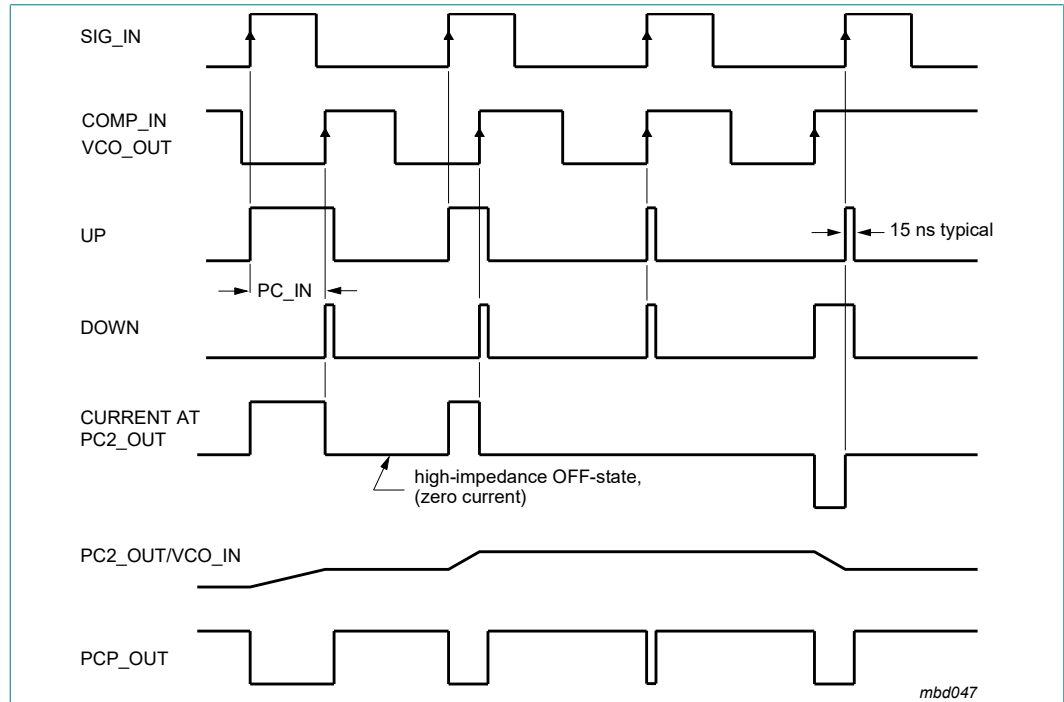 SIG_IN
COMP_IN
VCO_OUT
UP
15 ns typical
PC_IN
DOWN
CURRENT AT
PC2_OUT
high-impedance OFF-state,
(zero current)
PC2_OUT/VCO_IN
PCP_OUT
mbd047